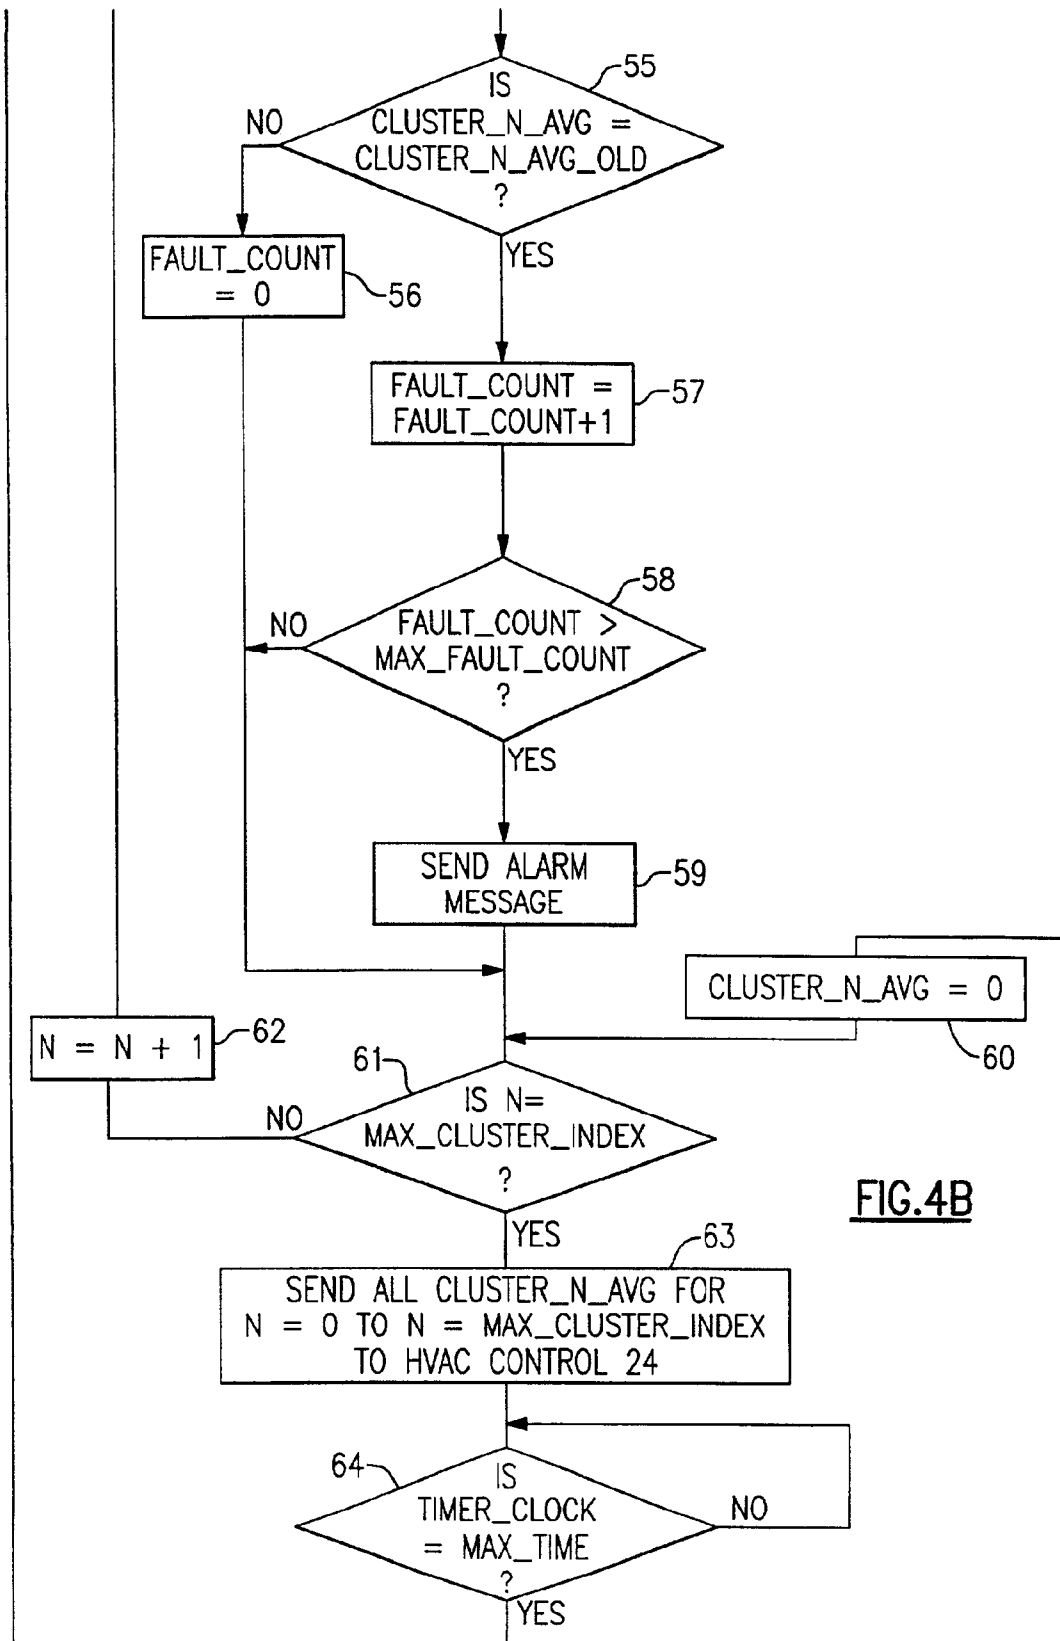 55
IS
CLUSTER_N_AVG =
CLUSTER_N_AVG_OLD
?
NO
YES
FAULT_COUNT
= 0
56
FAULT_COUNT =
FAULT_COUNT+1
57
58
FAULT_COUNT >
MAX_FAULT_COUNT
?
NO
YES
SEND ALARM
MESSAGE
59
CLUSTER_N_AVG = 0
60
N = N + 1
62
61
IS N=
MAX_CLUSTER_INDEX
?
NO
YES
FIG.4B
63
SEND ALL CLUSTER_N_AVG FOR
N = 0 TO N = MAX_CLUSTER_INDEX
TO HVAC CONTROL 24
64
IS
TIMER_CLOCK
= MAX_TIME
?
NO
YES